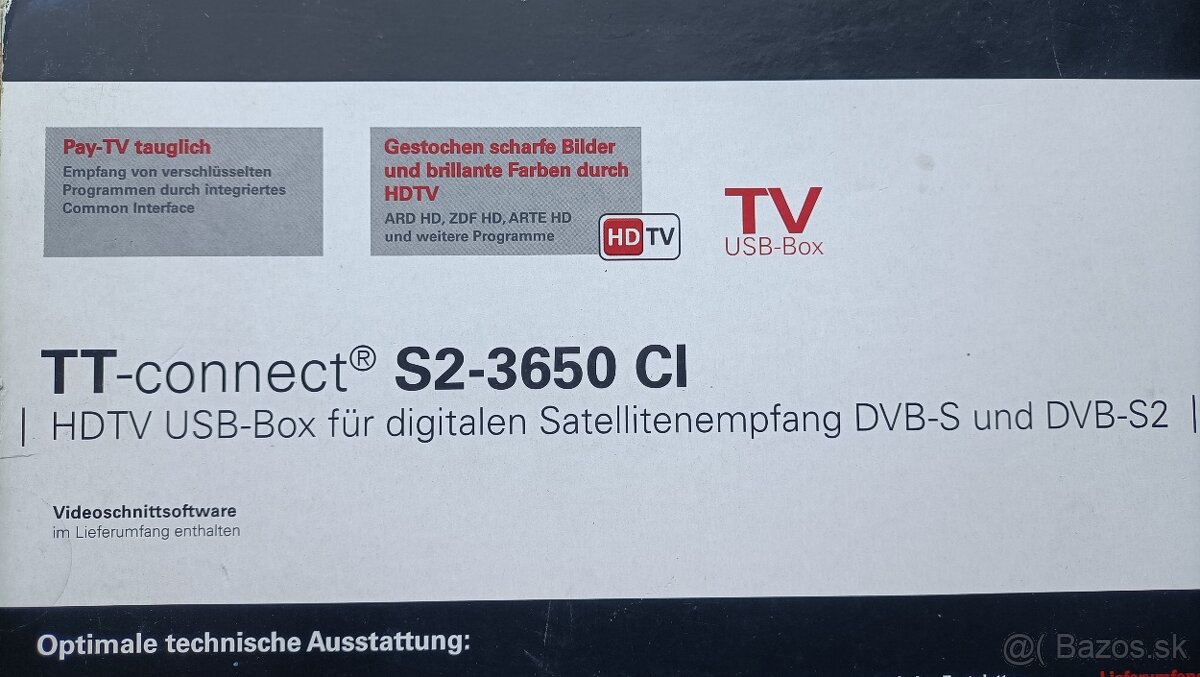 Pay-TV tauglich
Empfang von verschlüsselten
Programmen durch integriertes
Common Interface
Gestochen scharfe Bilder
und brillante Farben durch
HDTV
ARD HD, ZDF HD, ARTE HD
und weitere Programme
HD TV
TV
USB-Box
TT-connect® S2-3650 CI
| HDTV USB-Box für digitalen Satellitenempfang DVB-S und DVB-S2 |
Videoschnittsoftware
im Lieferumfang enthalten
Optimale technische Ausstattung:
@( Bazos.sk